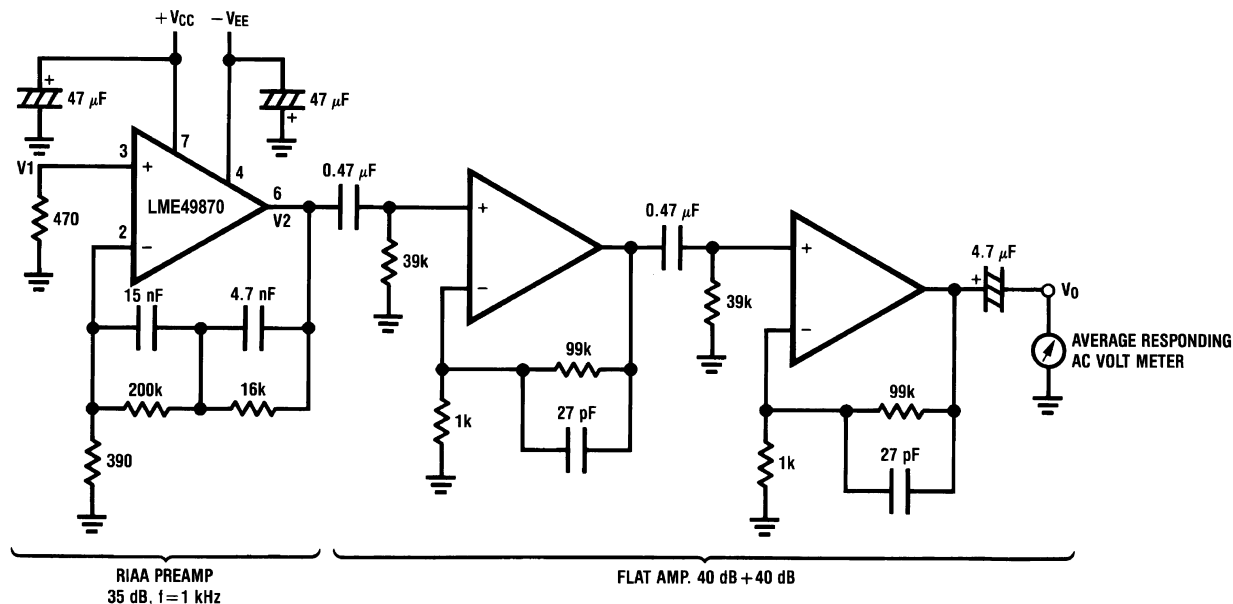 +VCC
−VEE
+
47 µF
47 µF
+
7
3
V1
+
4
0.47 µF
6
LME49870
V2
470
2
−
+
0.47 µF
39k
15 nF
4.7 nF
−
+
4.7 µF
+
VO
39k
AVERAGE RESPONDING
AC VOLT METER
−
99k
200k
16k
1k
27 pF
99k
390
1k
27 pF
RIAA PREAMP
35 dB, f=1 kHz
FLAT AMP. 40 dB+40 dB